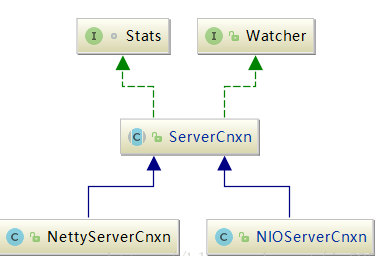 I Stats
I Watcher
C ServerCnxn
C NettyServerCnxn
C NIOServerCnxn